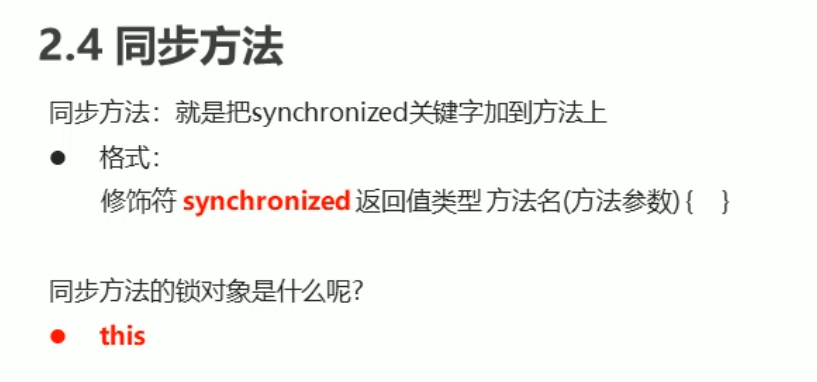 2.4 同步方法
同步方法：就是把synchronized关键字加到方法上
● 格式：
修饰符 synchronized 返回值类型 方法名(方法参数) { }
同步方法的锁对象是什么呢?
● this